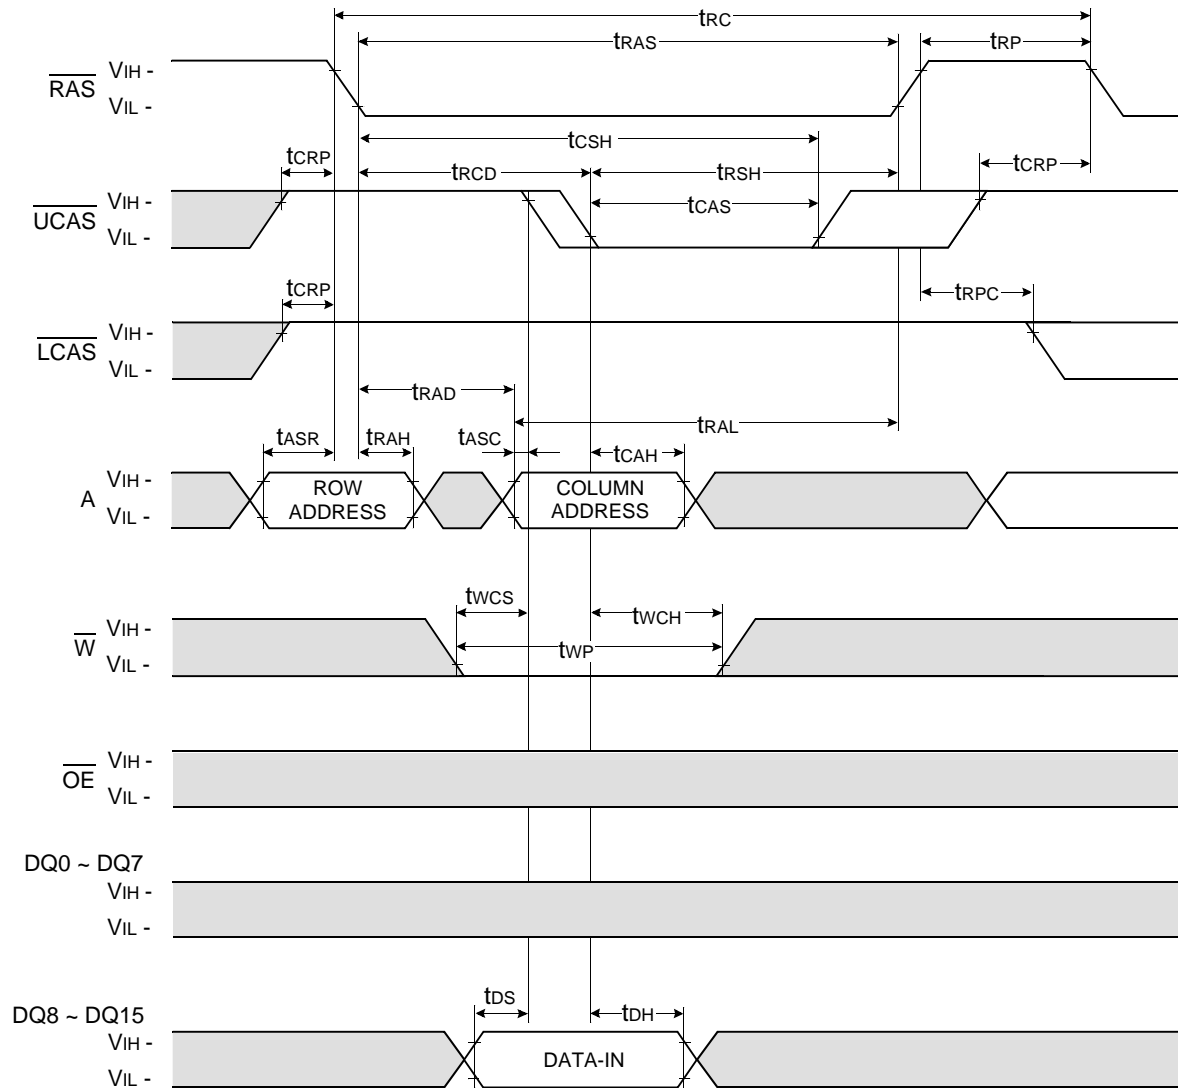 tRC
tRAS
tRP
RAS
VIH -
VIL -
tCSH
tCRP
tRCD
tRSH
tCRP
UCAS
VIH -
VIL -
tCAS
tCRP
tRPC
LCAS
VIH -
VIL -
tRAD
tRAL
tASR
tRAH
tASC
tCAH
A
VIH -
VIL -
ROW
ADDRESS
COLUMN
ADDRESS
tWCS
tWCH
tWP
W
VIH -
VIL -
OE
VIH -
VIL -
DQ0 ~ DQ7
VIH -
VIL -
tDS
tDH
DQ8 ~ DQ15
VIH -
VIL -
DATA-IN